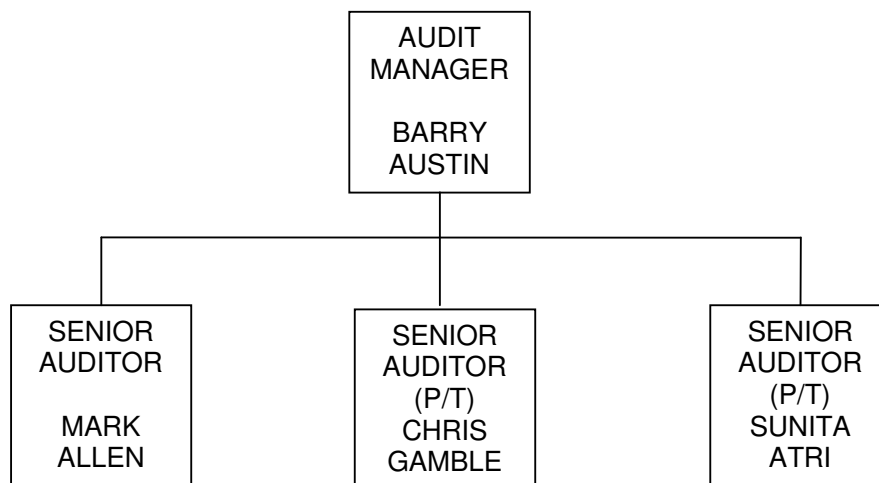 AUDIT
MANAGER
BARRY
AUSTIN
SENIOR
AUDITOR
MARK
ALLEN
SENIOR
AUDITOR
(P/T)
CHRIS
GAMBLE
SENIOR
AUDITOR
(P/T)
SUNITA
ATRI